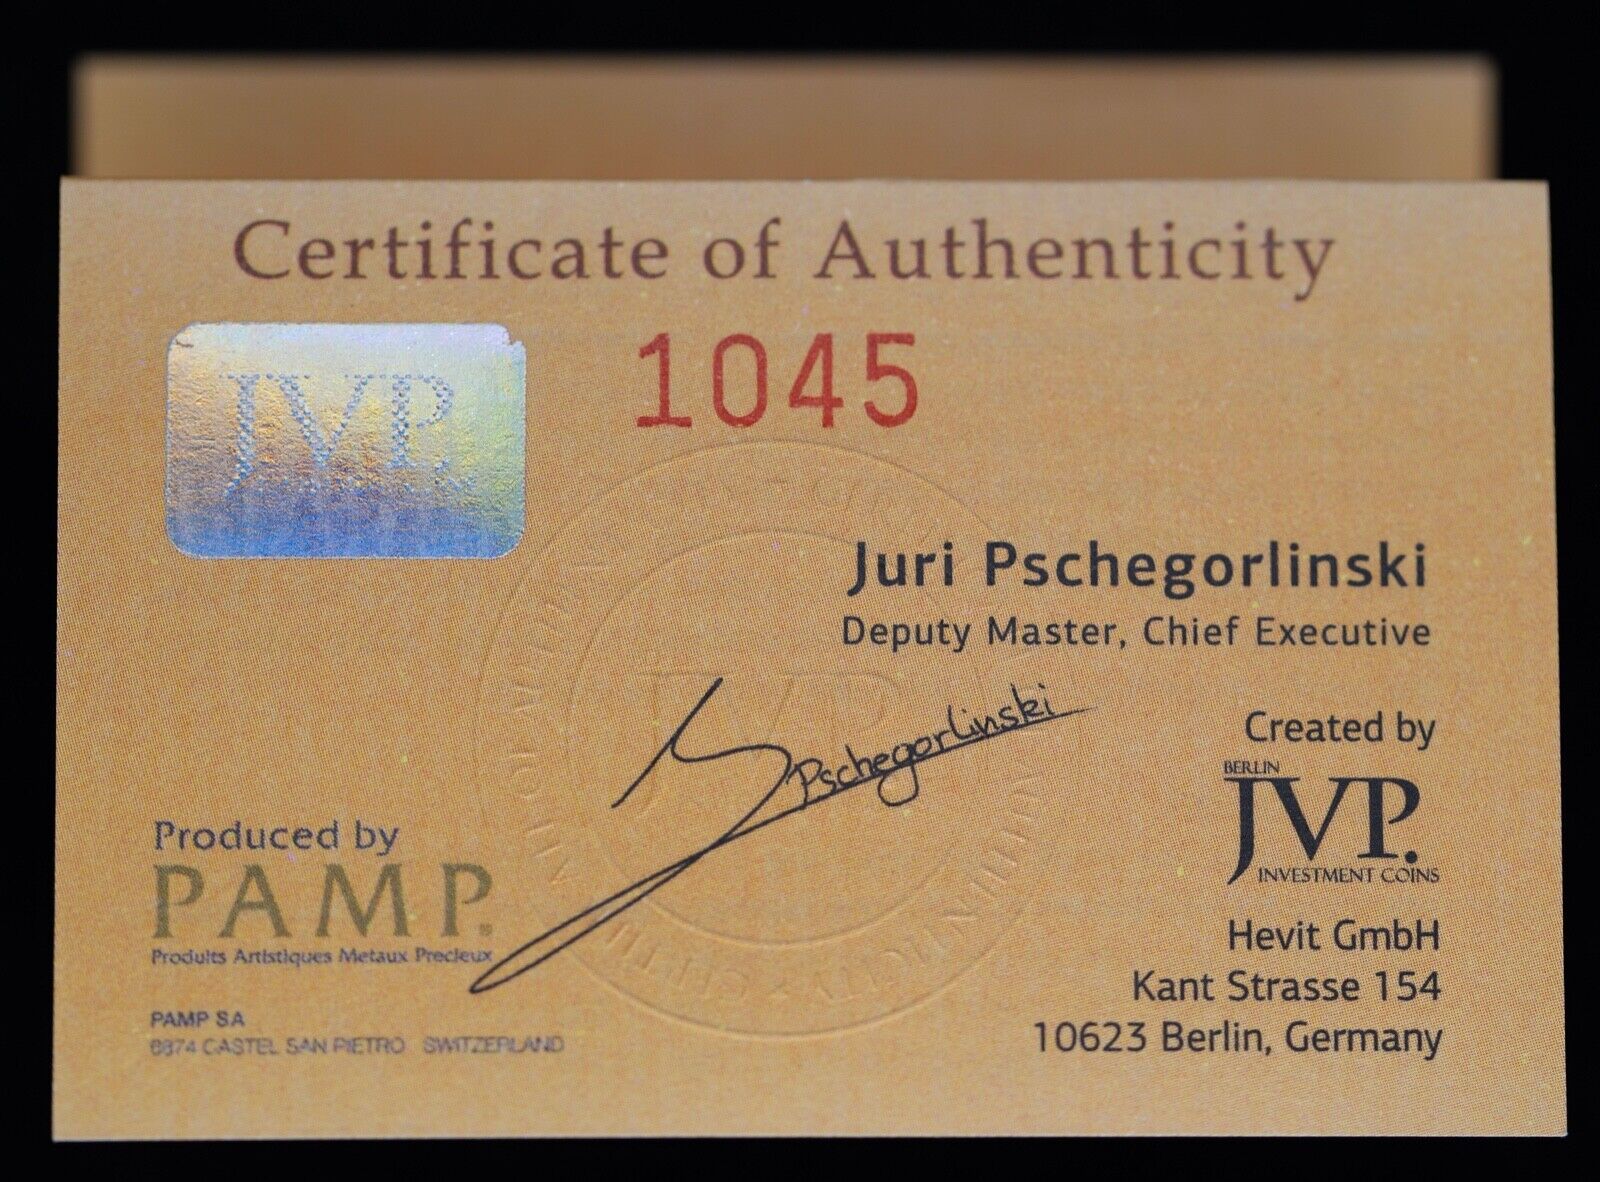 Certificate of Authenticity
JVP.
1045
Juri Pschegorlinski
Deputy Master, Chief Executive
Pschegorlinski
Created by
BERLIN
JVP.
INVESTMENT COINS
Hevit GmbH
Kant Strasse 154
10623 Berlin, Germany
Produced by
PAMP.
Produits Artistiques Metaux Precieux
PAMP SA
6874 CASTEL SAN PIETRO SWITZERLAND
JVP